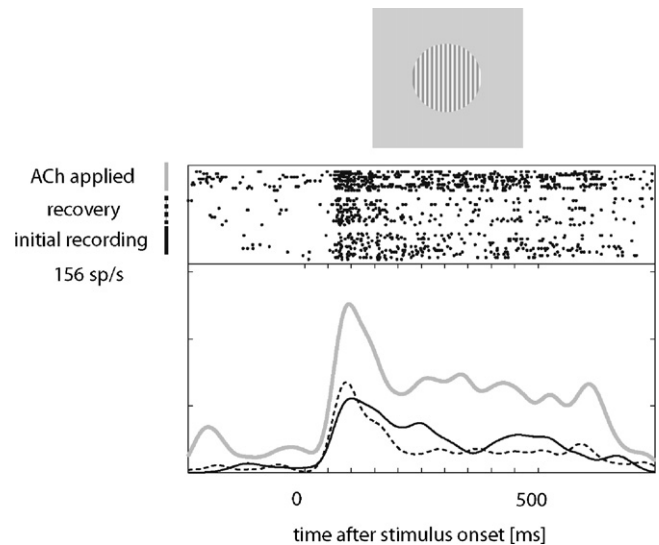 ACh applied
recovery
initial recording
156 sp/s
0 500
time after stimulus onset [ms]